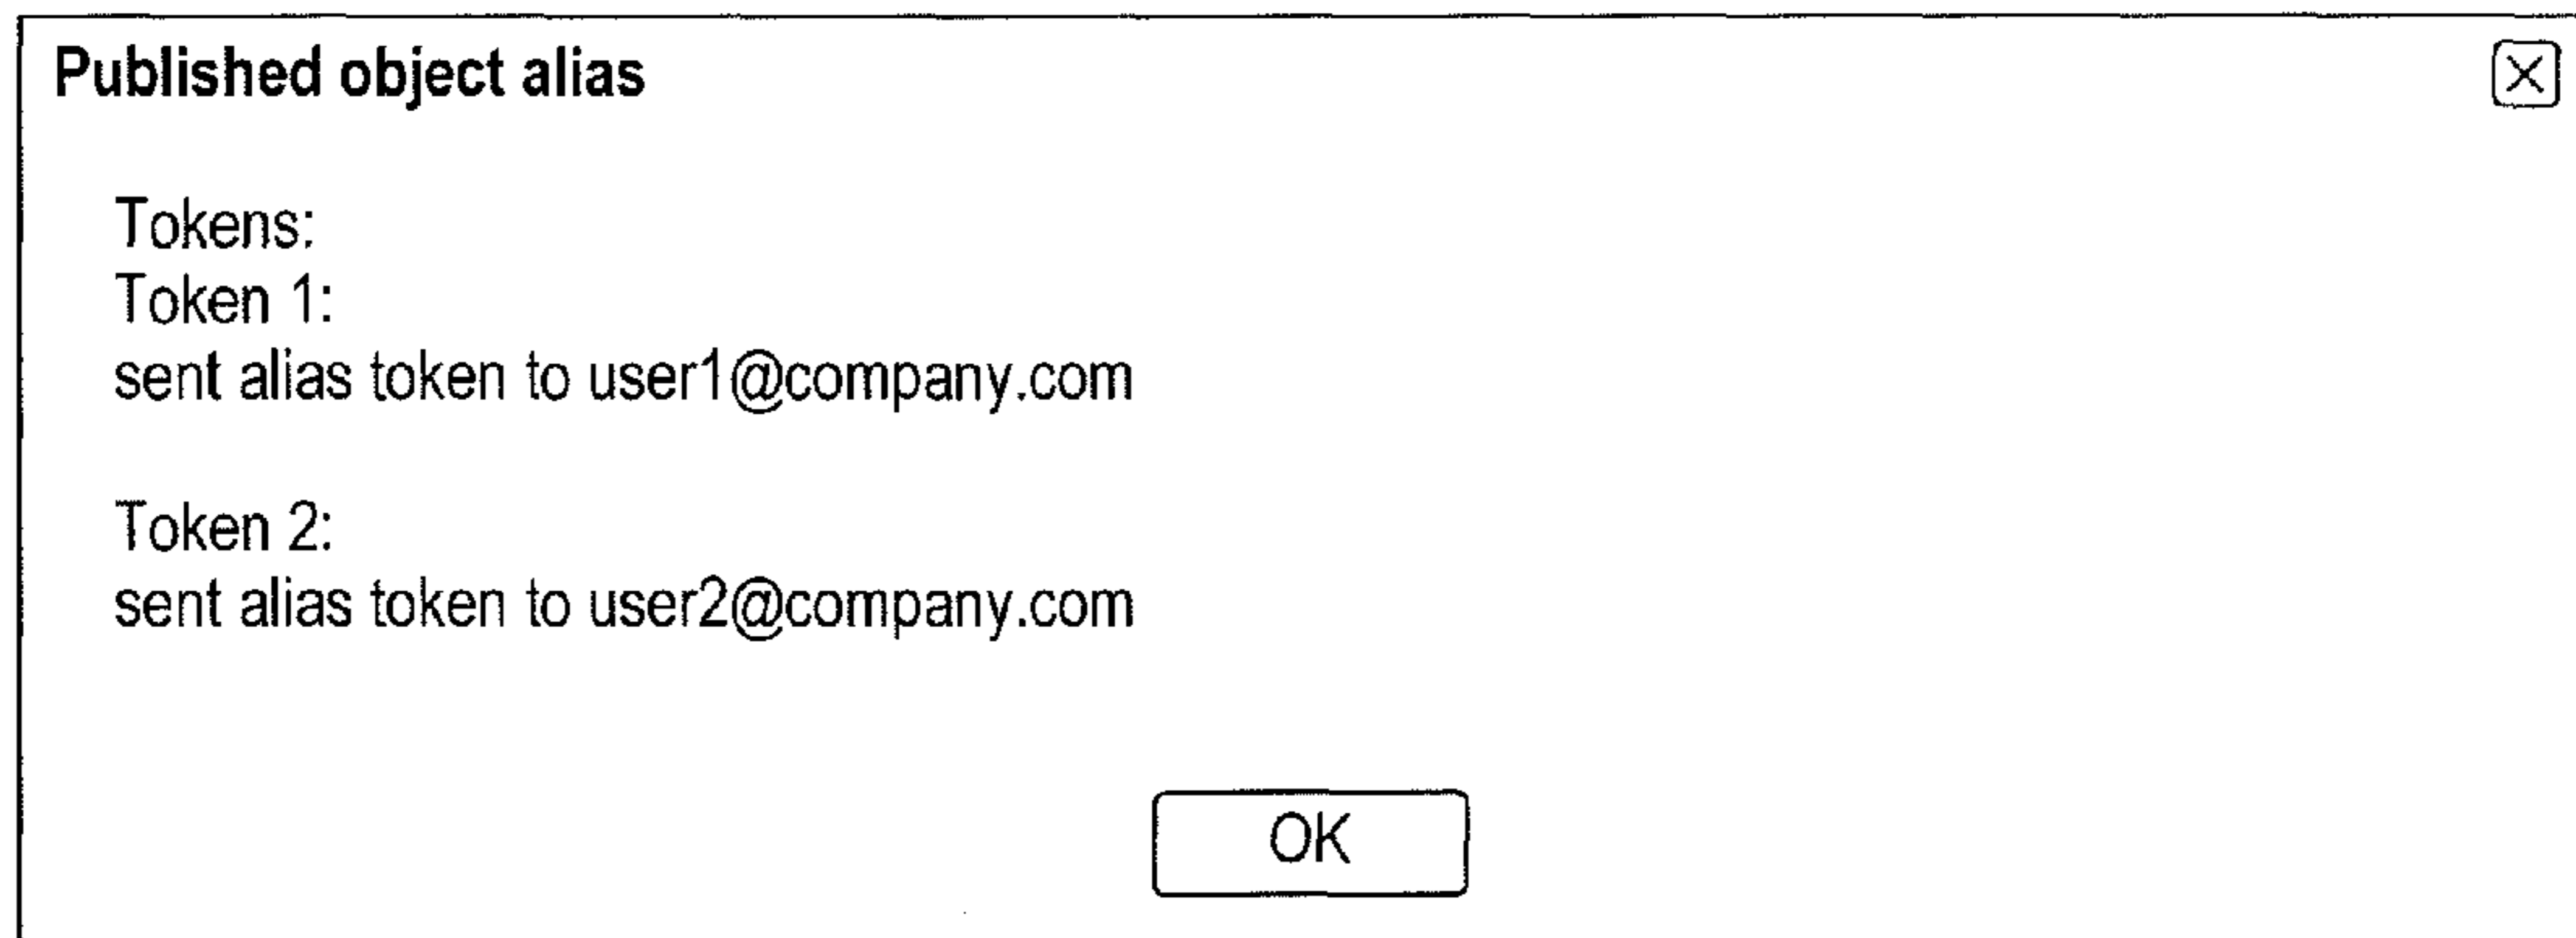 Published object alias
Tokens:
Token 1:
sent alias token to user1@company.com
Token 2:
sent alias token to user2@company.com
OK